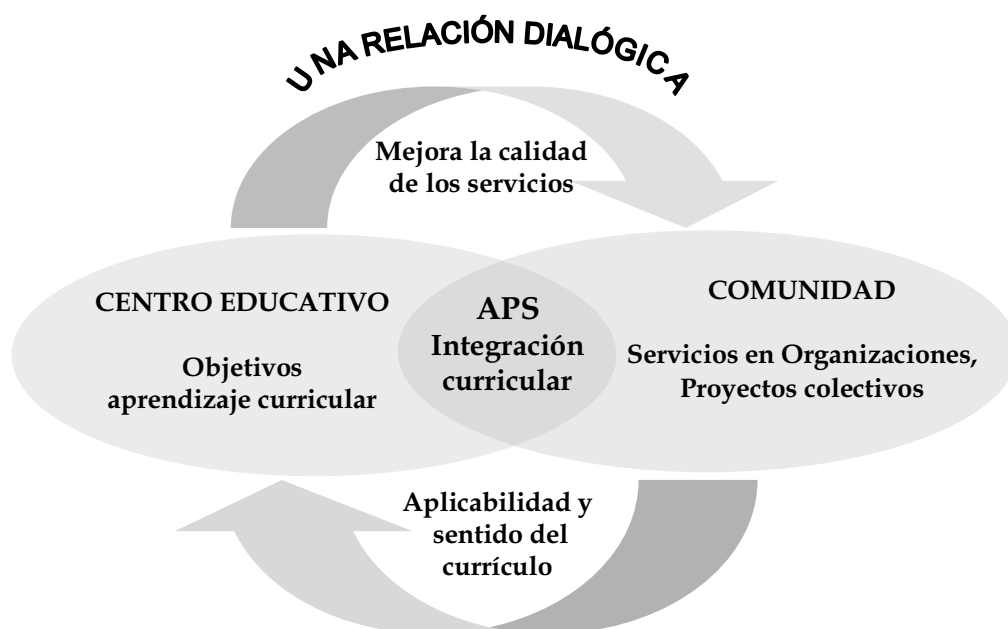 UNA RELACIÓN DIALÓGICA
Mejora la calidad
de los servicios
CENTRO EDUCATIVO
Objetivos
aprendizaje curricular
APS
Integración
curricular
COMUNIDAD
Servicios en Organizaciones,
Proyectos colectivos
Aplicabilidad y
sentido del
currículo